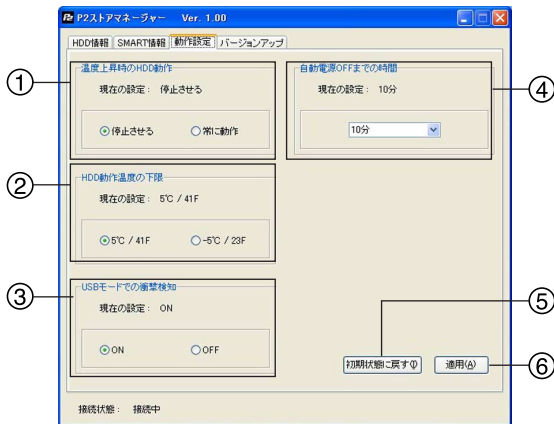 P2ストアマネージャー Ver. 1.00
HDD情報 SMART情報 動作設定 バージョンアップ
① 温度上昇時のHDD動作
現在の設定： 停止させる
停止させる 常に動作
② HDD動作温度の下限
現在の設定： 5℃ / 41F
5℃ / 41F -5℃ / 23F
③ USBモードでの衝撃検知
現在の設定： ON
ON OFF
④ 自動電源OFFまでの時間
現在の設定： 10分
10分
⑤ 初期状態に戻す(I)
⑥ 適用(A)
接続状態： 接続中